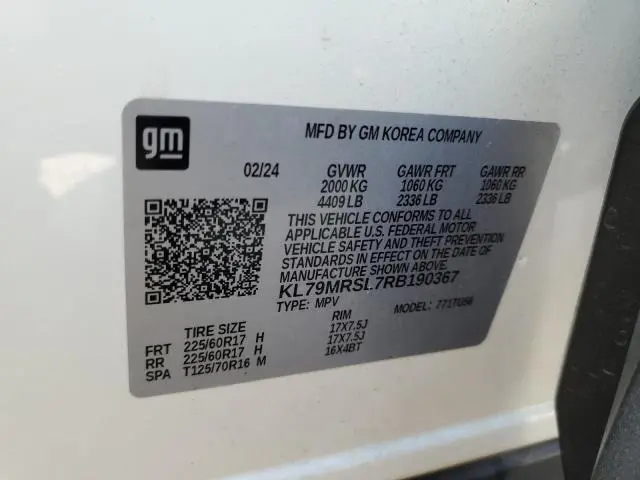 gm
MFD BY GM KOREA COMPANY
02/24 GVWR GAWR FRT GAWR RR
2000 KG 1060 KG 1060 KG
4409 LB 2336 LB 2336 LB
THIS VEHICLE CONFORMS TO ALL
APPLICABLE U.S. FEDERAL MOTOR
VEHICLE SAFETY AND THEFT PREVENTION
STANDARDS IN EFFECT ON THE DATE OF
MANUFACTURE SHOWN ABOVE.
KL79MRSL7RB190367
TYPE: MPV MODEL: 771TU56
TIRE SIZE RIM
FRT 225/60R17 H 17X7.5J
RR 225/60R17 H 17X7.5J
SPA T125/70R16 M 16X4BT